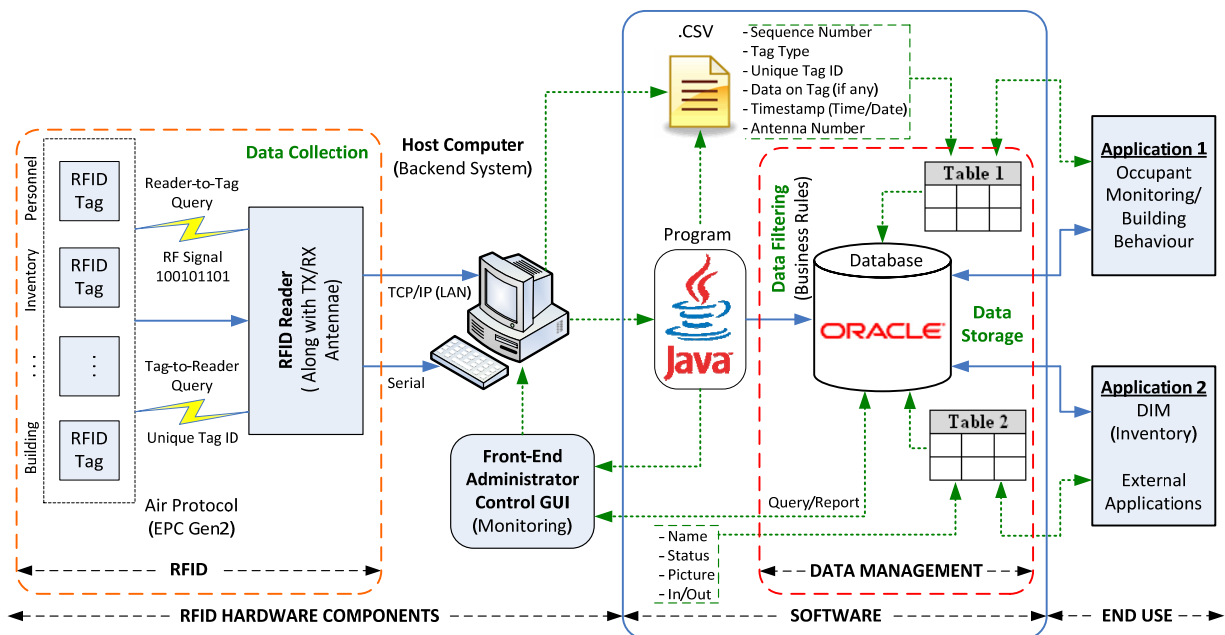 .CSV
- Sequence Number
- Tag Type
- Unique Tag ID
- Data on Tag (if any)
- Timestamp (Time/Date)
- Antenna Number
Data Collection
Personnel
Inventory
. . .
Building
RFID
Tag
RFID
Tag
...
RFID
Tag
Reader-to-Tag
Query
RF Signal
100101101
Tag-to-Reader
Query
Unique Tag ID
Air Protocol
(EPC Gen2)
RFID Reader
( Along with TX/RX
Antennae)
Host Computer
(Backend System)
TCP/IP (LAN)
Serial
Front-End
Administrator
Control GUI
(Monitoring)
Program
Java
Data Filtering
(Business Rules)
Table 1
Database
ORACLE
Data
Storage
Table 2
Query/Report
- Name
- Status
- Picture
- In/Out
Application 1
Occupant
Monitoring/
Building
Behaviour
Application 2
DIM
(Inventory)
External
Applications
RFID
DATA MANAGEMENT
RFID HARDWARE COMPONENTS
SOFTWARE
END USE